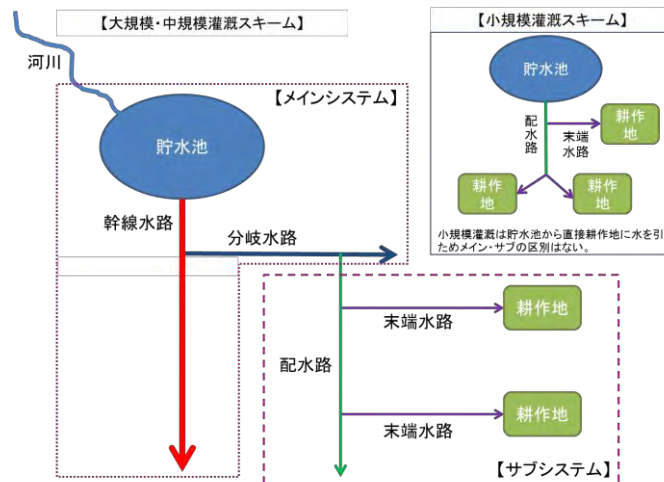 【大規模・中規模灌漑スキーム】
河川
【メインシステム】
貯水池
幹線水路
分岐水路
配水路
末端水路
耕作地
末端水路
耕作地
【サブシステム】
【小規模灌漑スキーム】
貯水池
配水路
末端
水路
耕作
地
耕作
地
耕作
地
小規模灌漑は貯水池から直接耕作地に水を引
ためメイン・サブの区別はない。